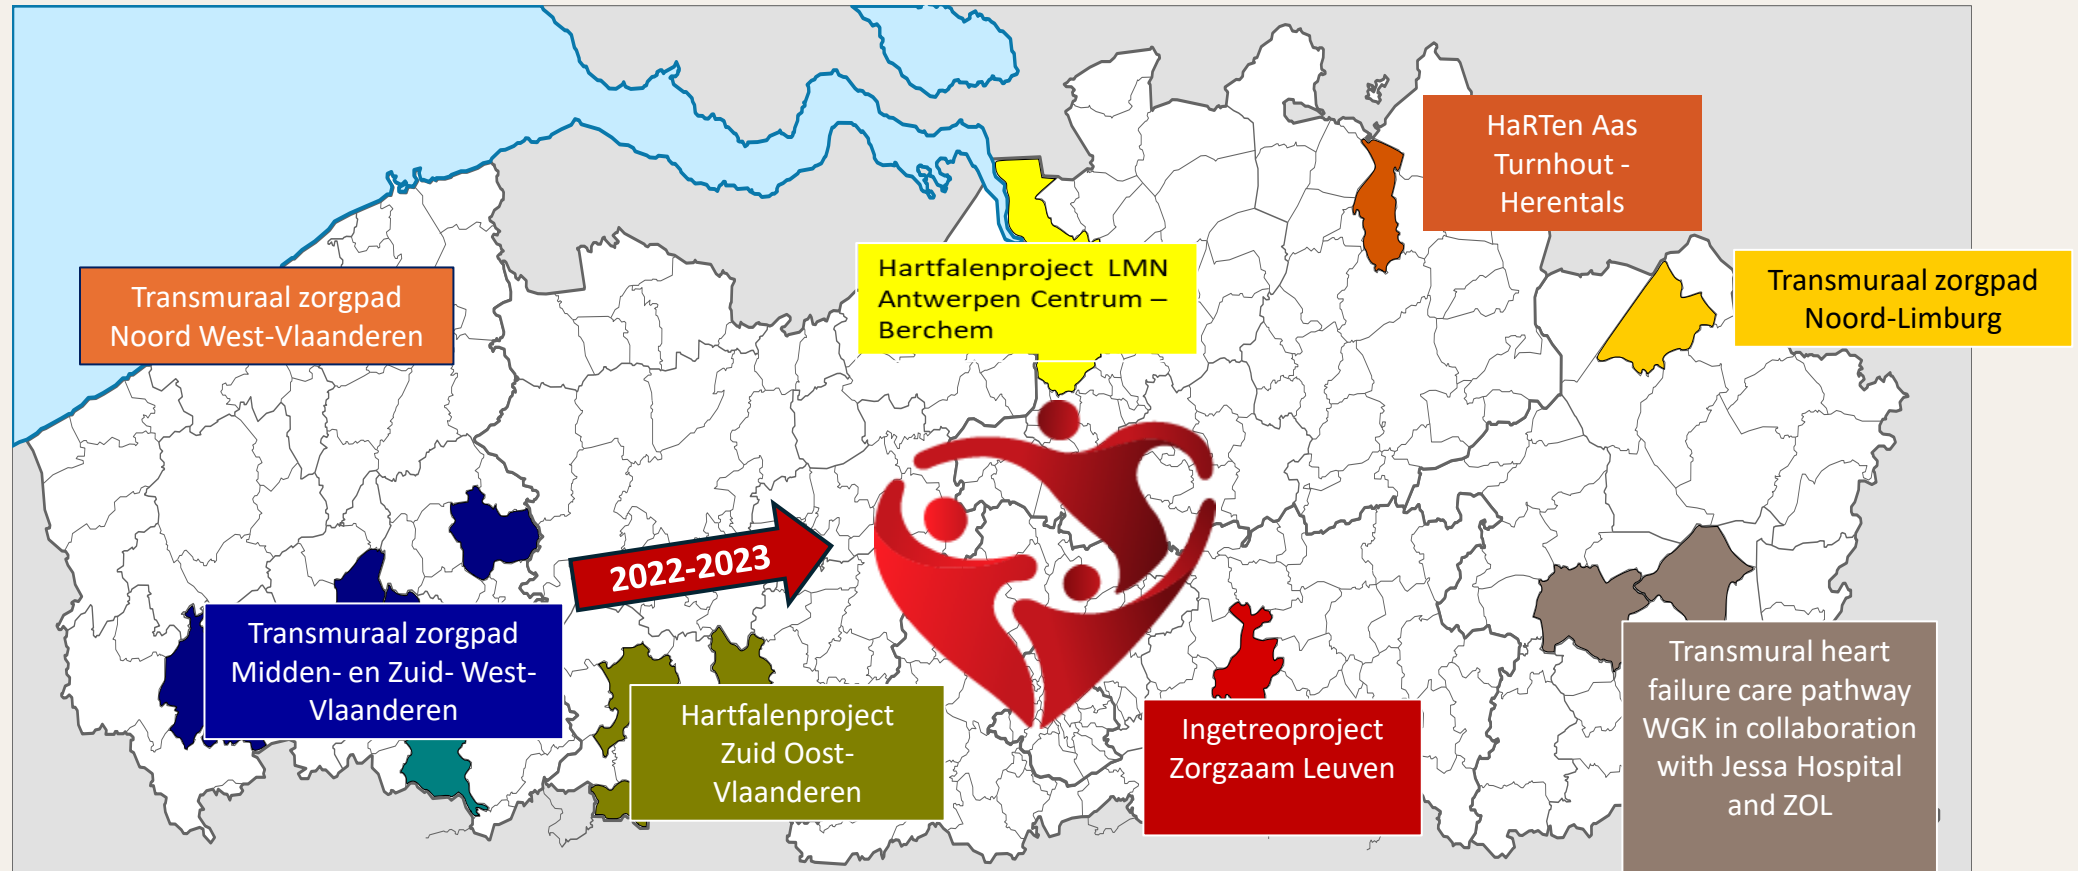 HaRTen Aas
Turnhout -
Herentals
Hartfalenproject LMN
Antwerpen Centrum –
Berchem
Transmuraal zorgpad
Noord-Limburg
Transmuraal zorgpad
Noord West-Vlaanderen
2022-2023
Transmuraal zorgpad
Midden- en Zuid- West-
Vlaanderen
Hartfalenproject
Zuid Oost-
Vlaanderen
Ingetreoproject
Zorgzaam Leuven
Transmural heart
failure care pathway
WGK in collaboration
with Jessa Hospital
and ZOL